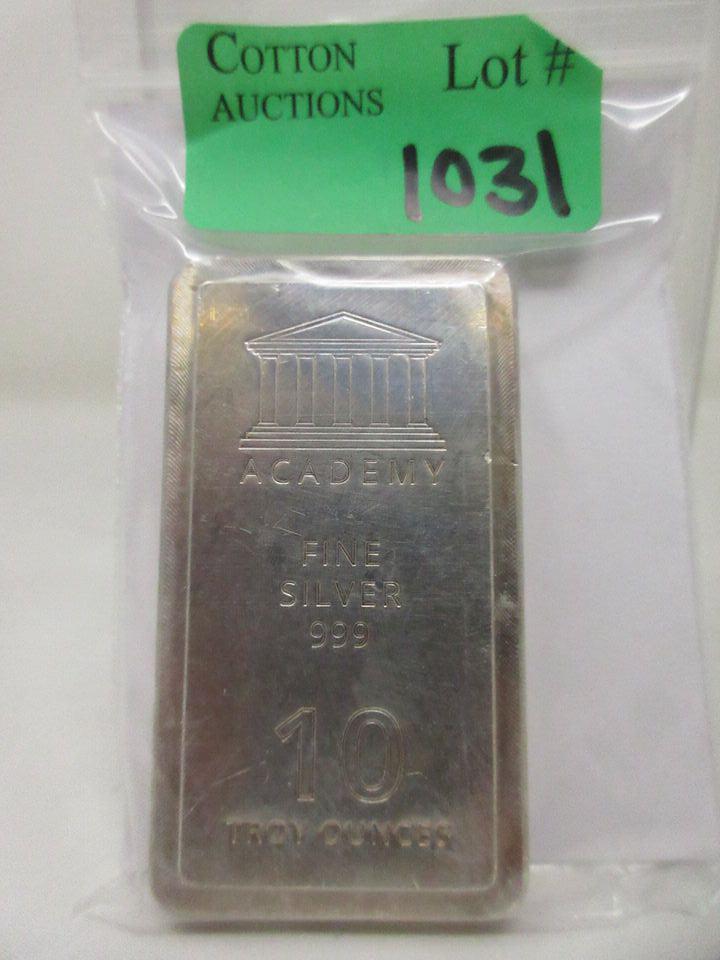 COTTON
AUCTIONS
Lot #
1031
ACADEMY
FINE
SILVER
999
10
TROY OUNCES